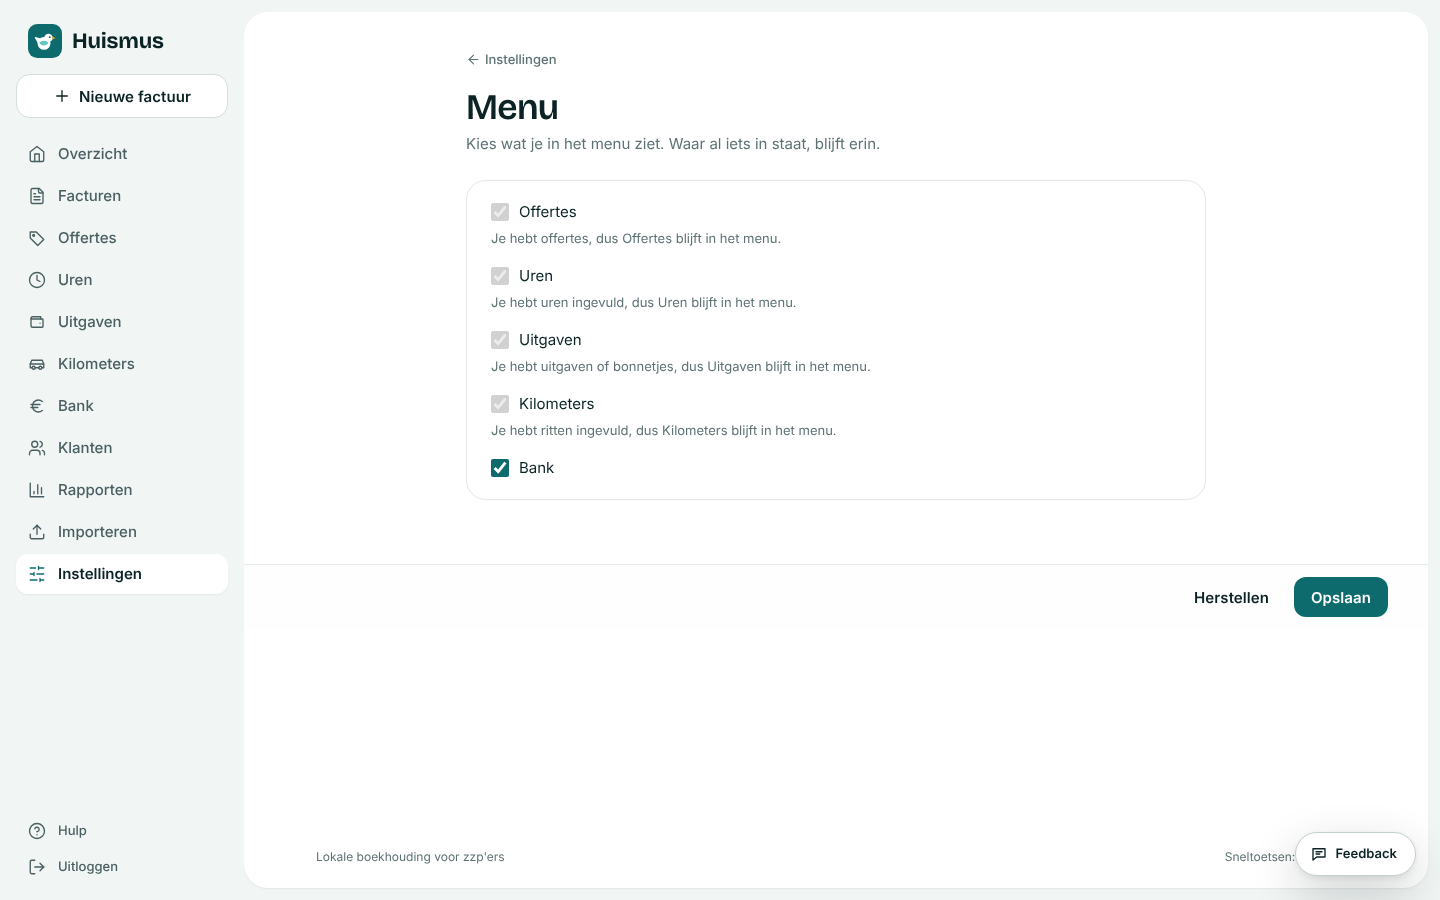 Huismus
Nieuwe factuur
Overzicht
Facturen
Offertes
Uren
Uitgaven
Kilometers
Bank
Klanten
Rapporten
Importeren
Instellingen
Hulp
Uitloggen
Instellingen
Menu
Kies wat je in het menu ziet. Waar al iets in staat, blijft erin.
Offertes
Je hebt offertes, dus Offertes blijft in het menu.
Uren
Je hebt uren ingevuld, dus Uren blijft in het menu.
Uitgaven
Je hebt uitgaven of bonnetjes, dus Uitgaven blijft in het menu.
Kilometers
Je hebt ritten ingevuld, dus Kilometers blijft in het menu.
Bank
Herstellen
Opslaan
Lokale boekhouding voor zzp'ers
Sneltoetsen:
Feedback